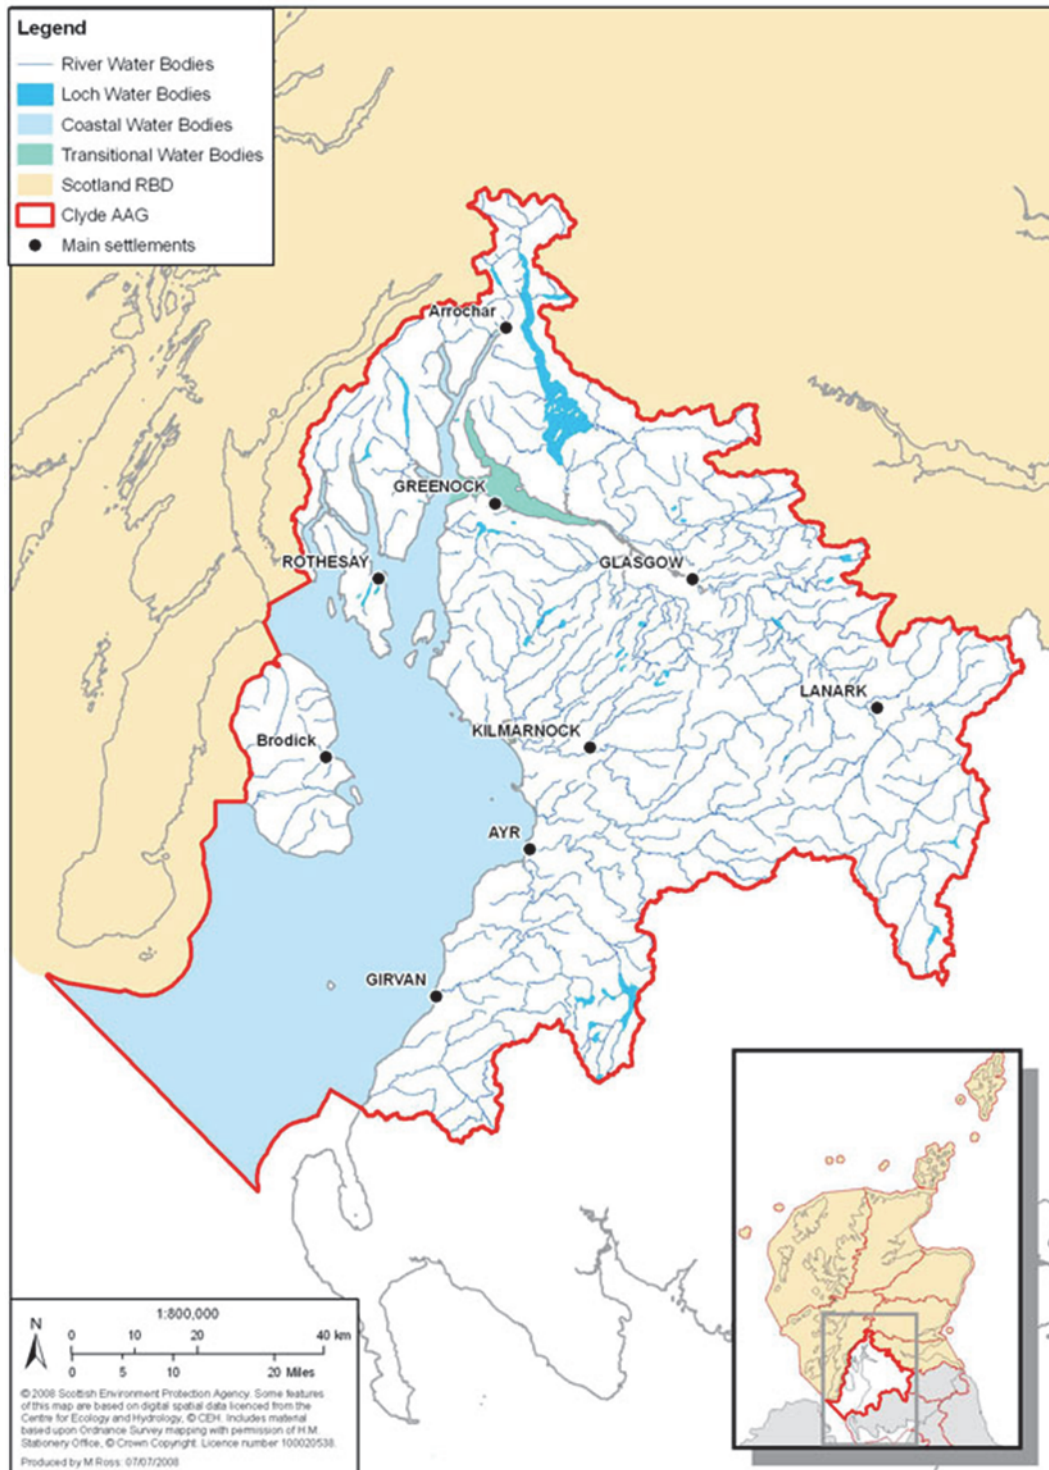 Legend
River Water Bodies
Loch Water Bodies
Coastal Water Bodies
Transitional Water Bodies
Scotland RBD
Clyde AAG
Main settlements
Arrochar
GREENOCK
ROTHESAY
GLASGOW
LANARK
KILMARNOCK
Brodick
AYR
GIRVAN
N
1:800,000
0 10 20 40 km
0 5 10 20 Miles
© 2008 Scottish Environment Protection Agency. Some features
of this map are based on digital spatial data licenced from the
Centre for Ecology and Hydrology, © CEH. Includes material
based upon Ordnance Survey mapping with permission of H.M.
Stationery Office, © Crown Copyright. Licence number 100020538.
Produced by M Ross: 07/07/2008